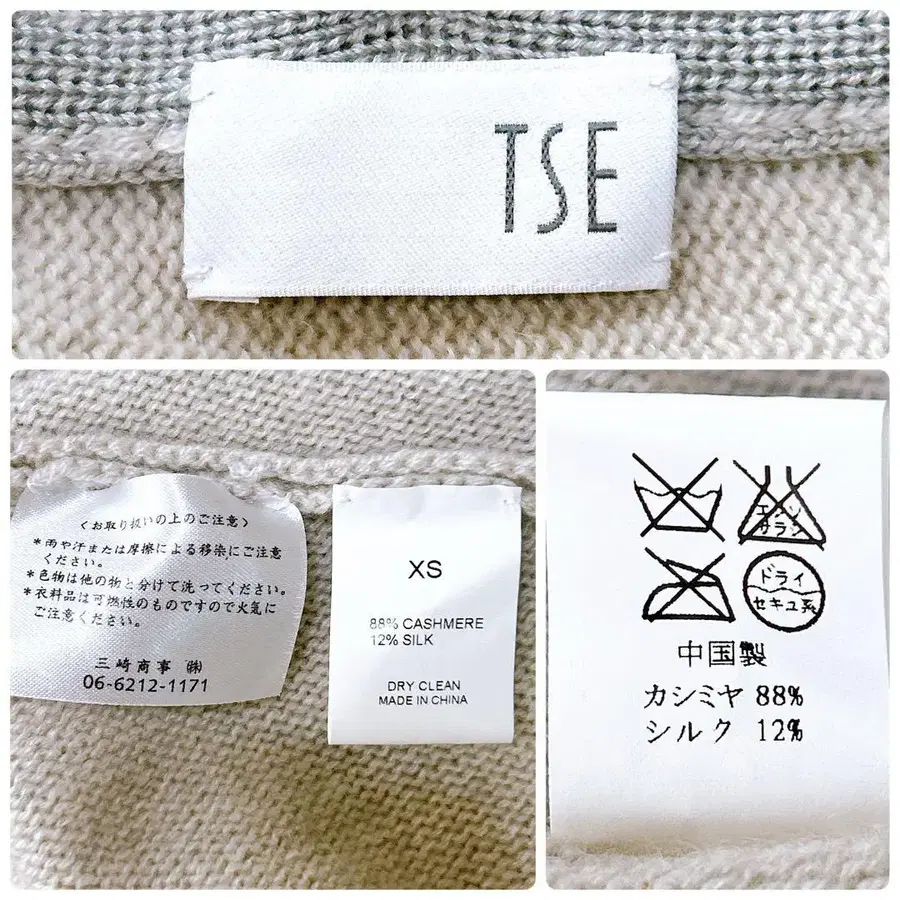 TSE
〈お取り扱いの上のご注意〉
*雨や汗または摩擦による移染にご注意
ください。
*色物は他の物と分けて洗ってください。
*衣料品は可燃性のものですので火気に
ご注意ください。
三崎商事 ㈱
06-6212-1171
XS
88% CASHMERE
12% SILK
DRY CLEAN
MADE IN CHINA
エンソ
サラシ
ドライ
セキユ系
中国製
カシミヤ 88%
シルク 12%